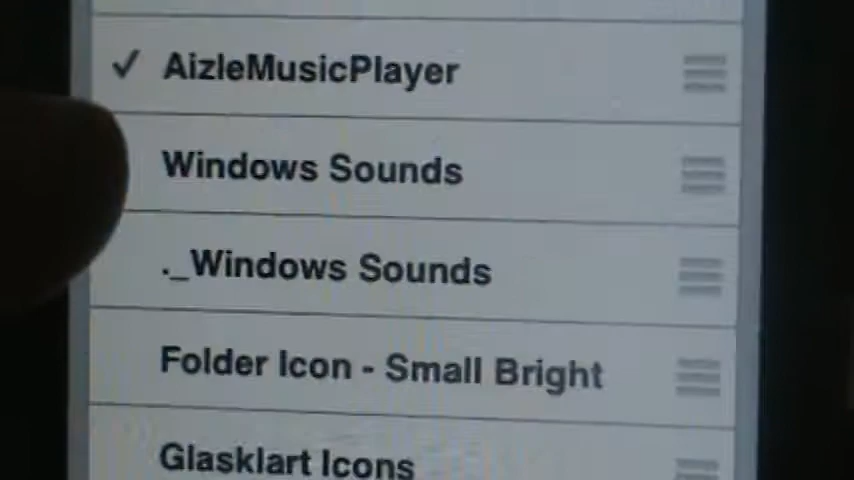 AizleMusicPlayer
Windows Sounds
._Windows Sounds
Folder Icon - Small Bright
Glasklart Icons